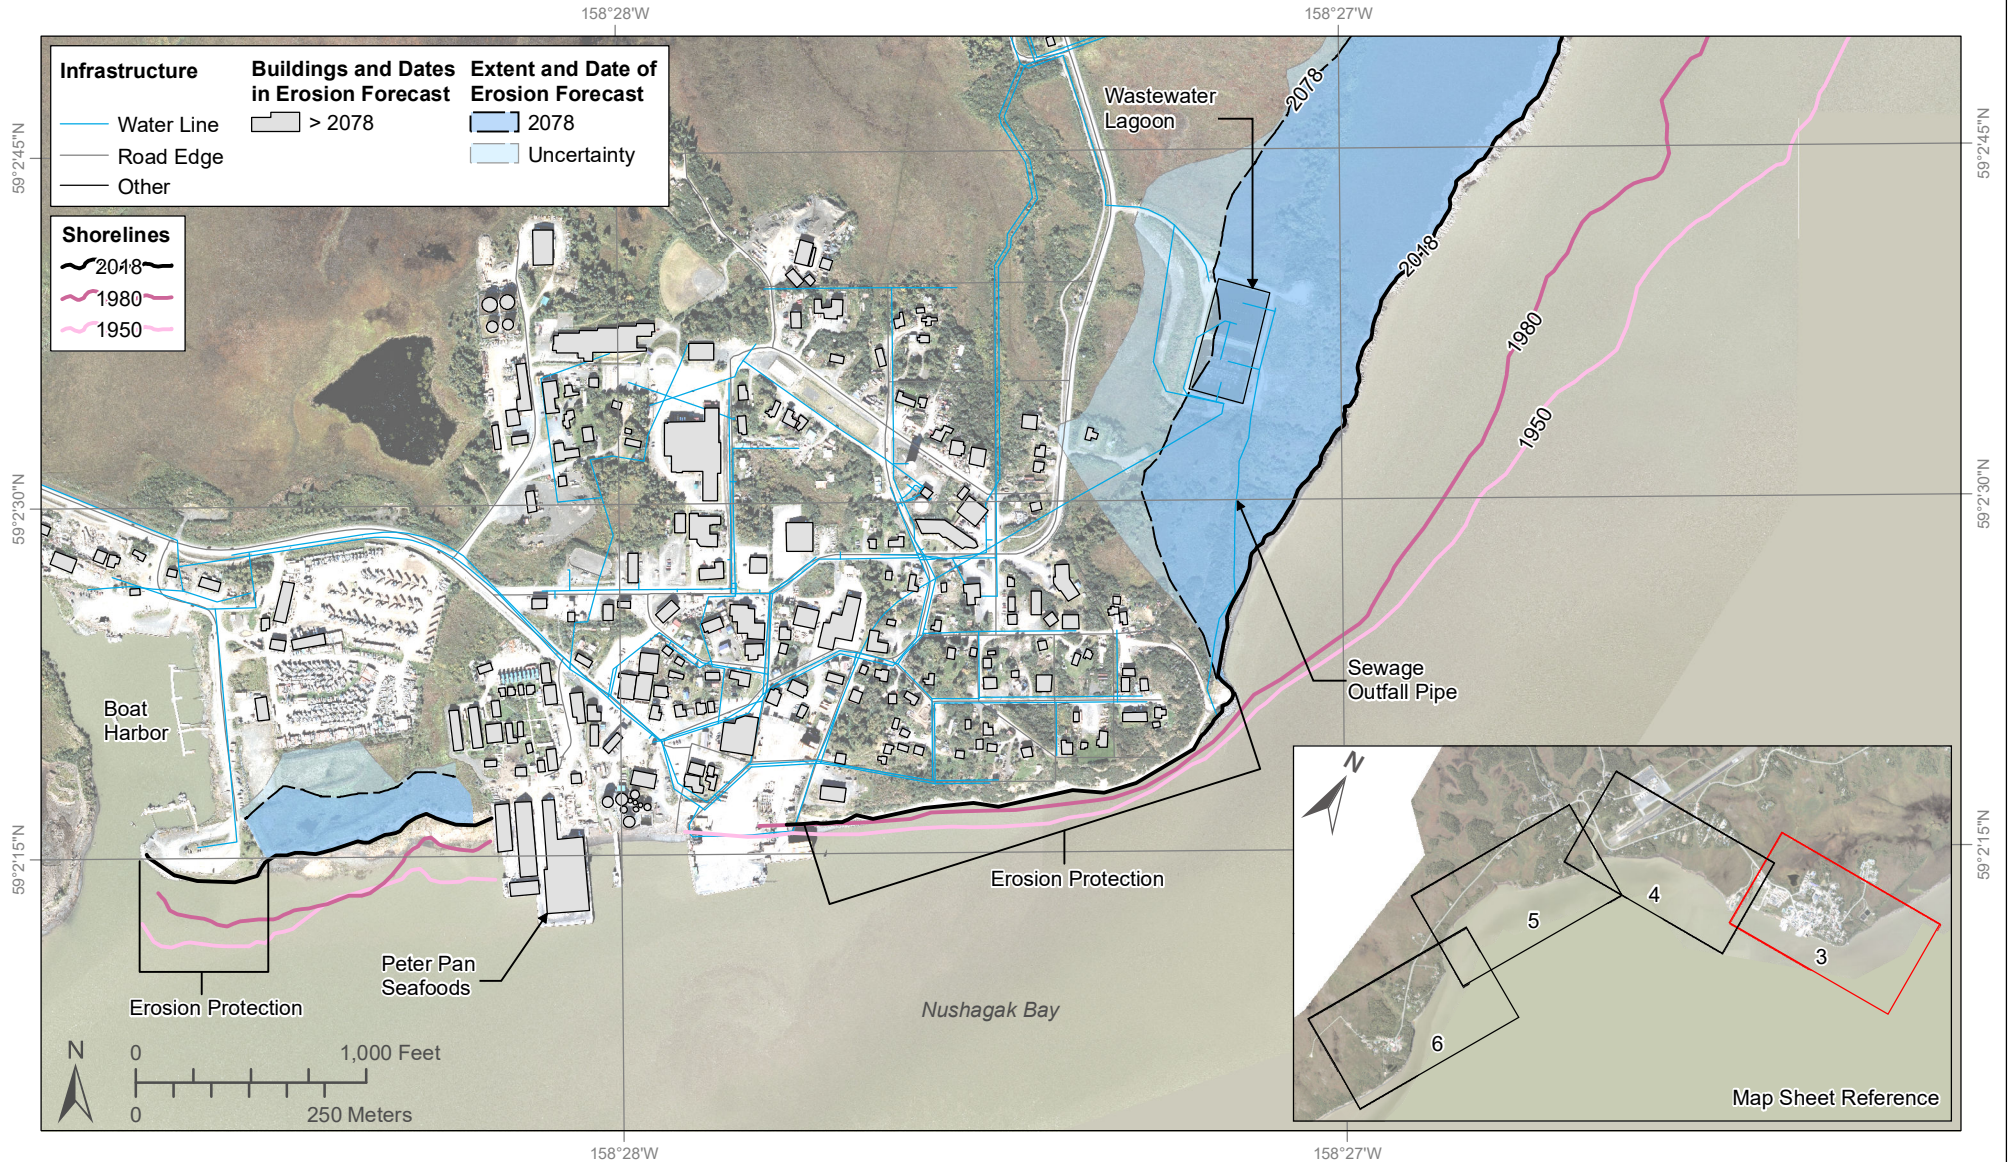 158°28'W
158°27'W
Infrastructure
Water Line
Road Edge
Other
Buildings and Dates
in Erosion Forecast
> 2078
Extent and Date of
Erosion Forecast
2078
Uncertainty
Shorelines
2018
1980
1950
59°2'45"N
59°2'30"N
59°2'15"N
59°2'45"N
59°2'30"N
59°2'15"N
Wastewater
Lagoon
2078
2018
1980
1950
Sewage
Outfall Pipe
Boat
Harbor
Erosion Protection
Peter Pan
Seafoods
Erosion Protection
Nushagak Bay
N
0
1,000 Feet
0
250 Meters
N
3
4
5
6
Map Sheet Reference
158°28'W
158°27'W